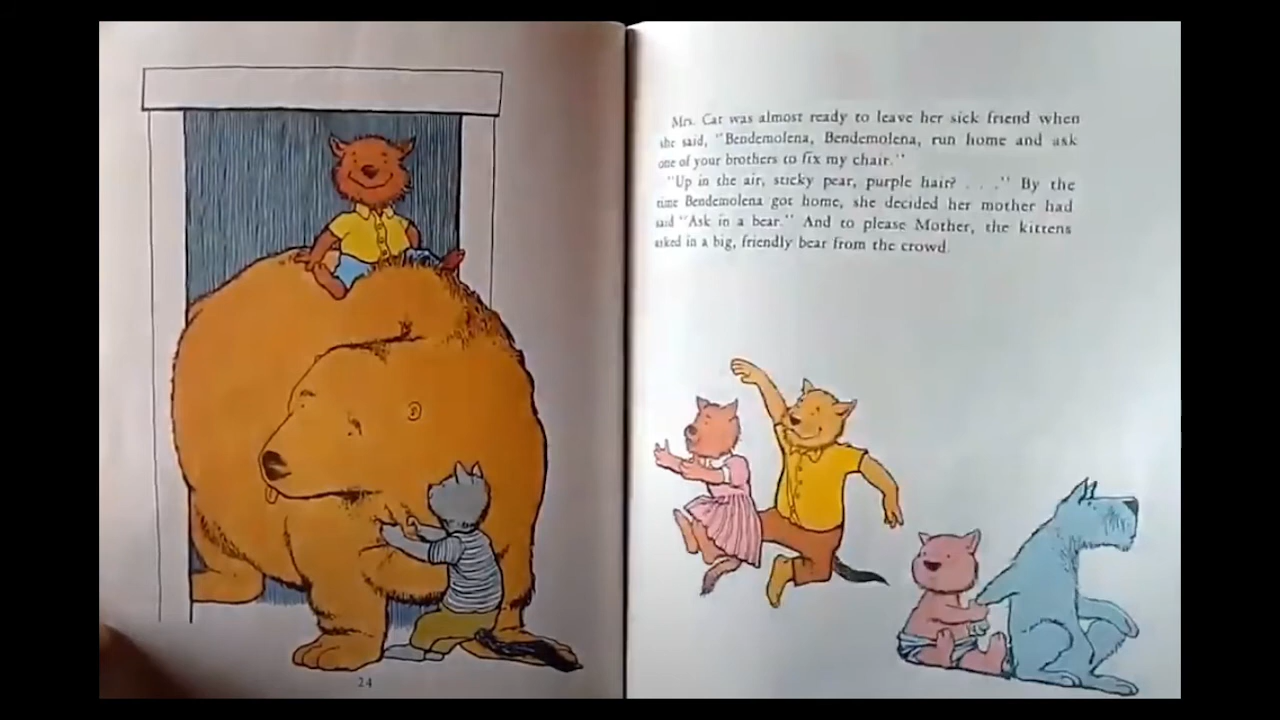 24
Mrs. Cat was almost ready to leave her sick friend when
she said, "Bendemolena, Bendemolena, run home and ask
one of your brothers to fix my chair."
"Up in the air, sticky pear, purple hair? . . ." By the
time Bendemolena got home, she decided her mother had
said "Ask in a bear." And to please Mother, the kittens
asked in a big, friendly bear from the crowd.